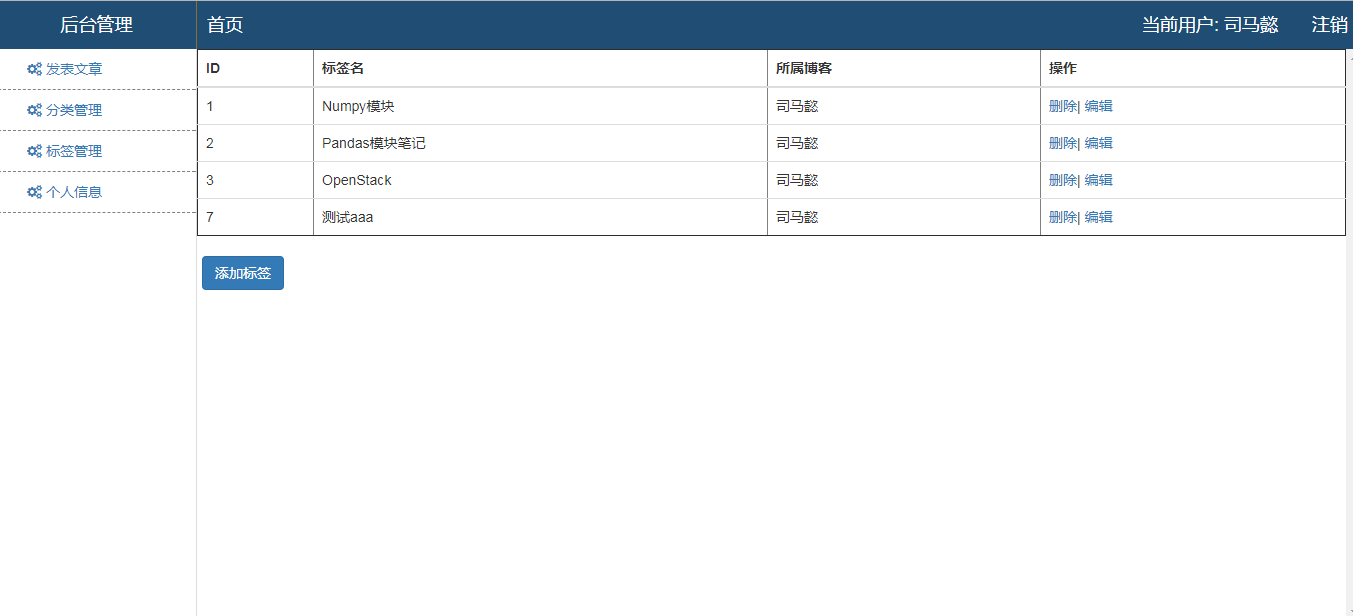 后台管理 首页 当前用户: 司马懿 注销
发表文章
分类管理
标签管理
个人信息
ID 标签名 所属博客 操作
1 Numpy模块 司马懿 删除| 编辑
2 Pandas模块笔记 司马懿 删除| 编辑
3 OpenStack 司马懿 删除| 编辑
7 测试aaa 司马懿 删除| 编辑
添加标签